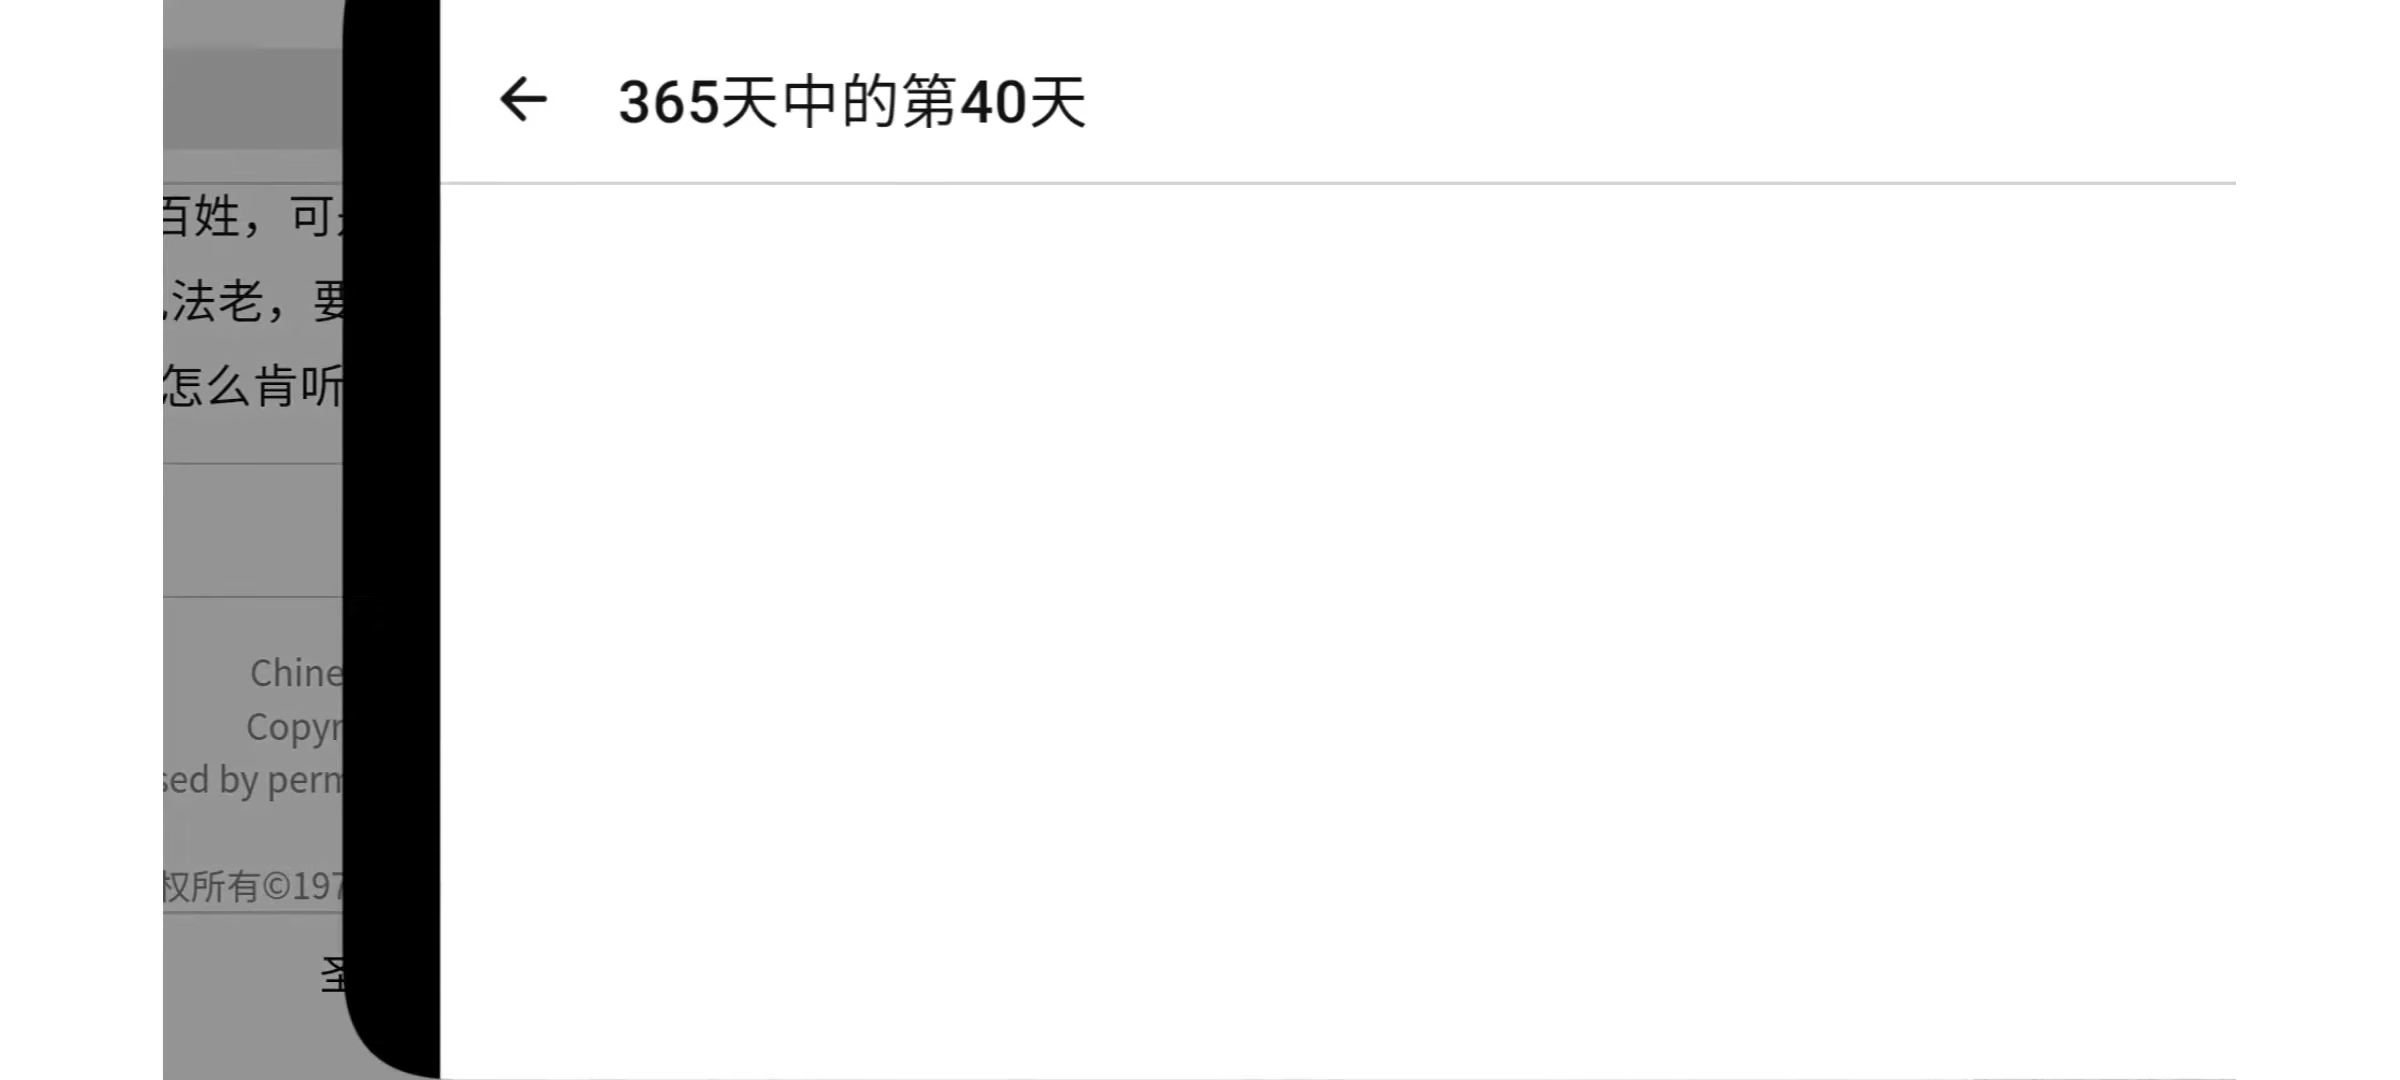 365天中的第40天
百姓，可
法老，要
怎么肯听
Chine
Copyr
sed by perm
权所有©197
圣